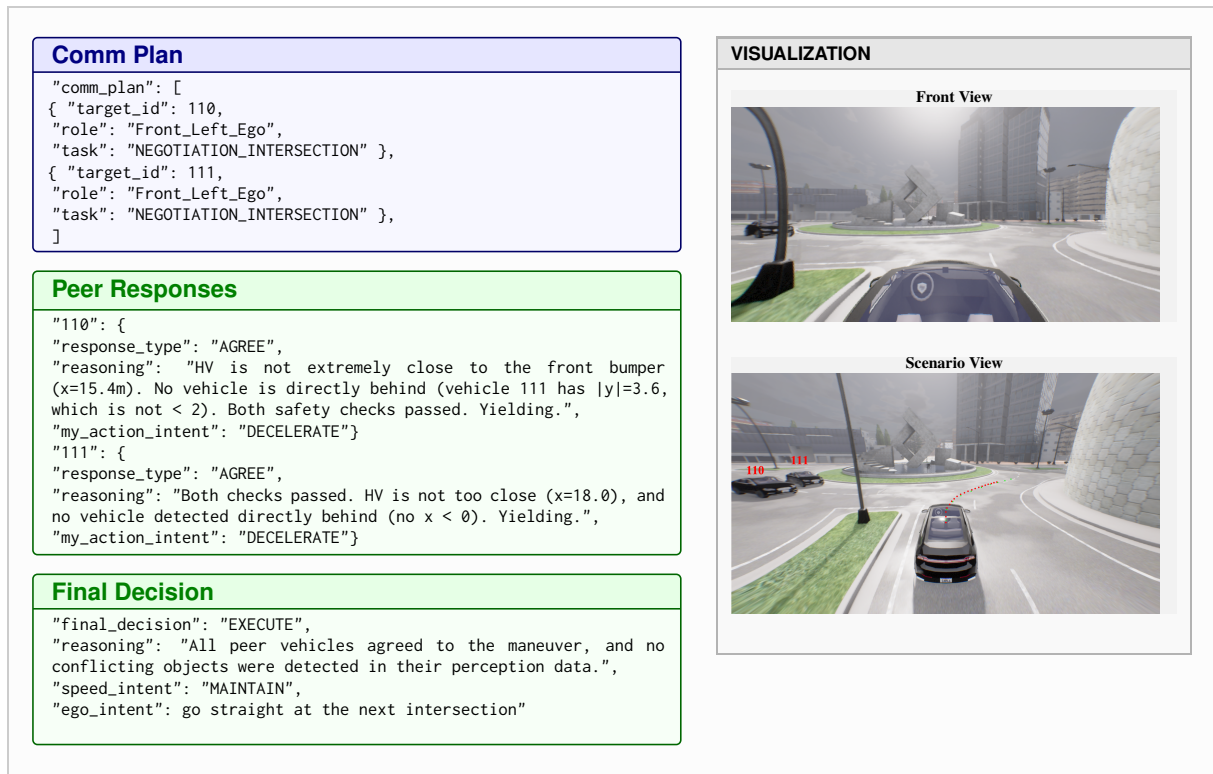 Comm Plan
"comm_plan": [
{ "target_id": 110,
"role": "Front_Left_Ego",
"task": "NEGOTIATION_INTERSECTION" },
{ "target_id": 111,
"role": "Front_Left_Ego",
"task": "NEGOTIATION_INTERSECTION" },
]
Peer Responses
"110": {
"response_type": "AGREE",
"reasoning": "HV is not extremely close to the front bumper
(x=15.4m). No vehicle is directly behind (vehicle 111 has |y|=3.6,
which is not < 2). Both safety checks passed. Yielding.",
"my_action_intent": "DECELERATE"}
"111": {
"response_type": "AGREE",
"reasoning": "Both checks passed. HV is not too close (x=18.0), and
no vehicle detected directly behind (no x < 0). Yielding.",
"my_action_intent": "DECELERATE"}
Final Decision
"final_decision": "EXECUTE",
"reasoning": "All peer vehicles agreed to the maneuver, and no
conflicting objects were detected in their perception data.",
"speed_intent": "MAINTAIN",
"ego_intent": go straight at the next intersection"
VISUALIZATION
Front View
Scenario View
110
111